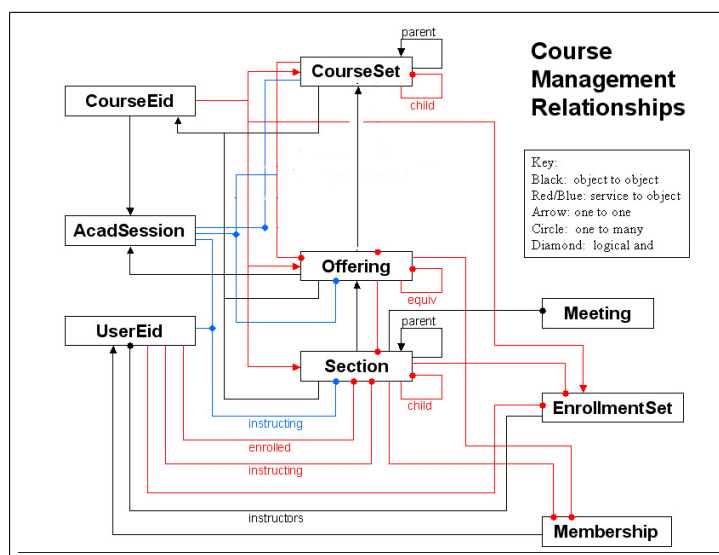 parent
Course
Management
Relationships
CourseSet
CourseEid
child
Key:
Black: object to object
Red/Blue: service to object
Arrow: one to one
Circle: one to many
Diamond: logical and
AcadSession
Offering
equiv
Meeting
UserEid
parent
Section
child
EnrollmentSet
instructing
enrolled
instructing
instructors
Membership